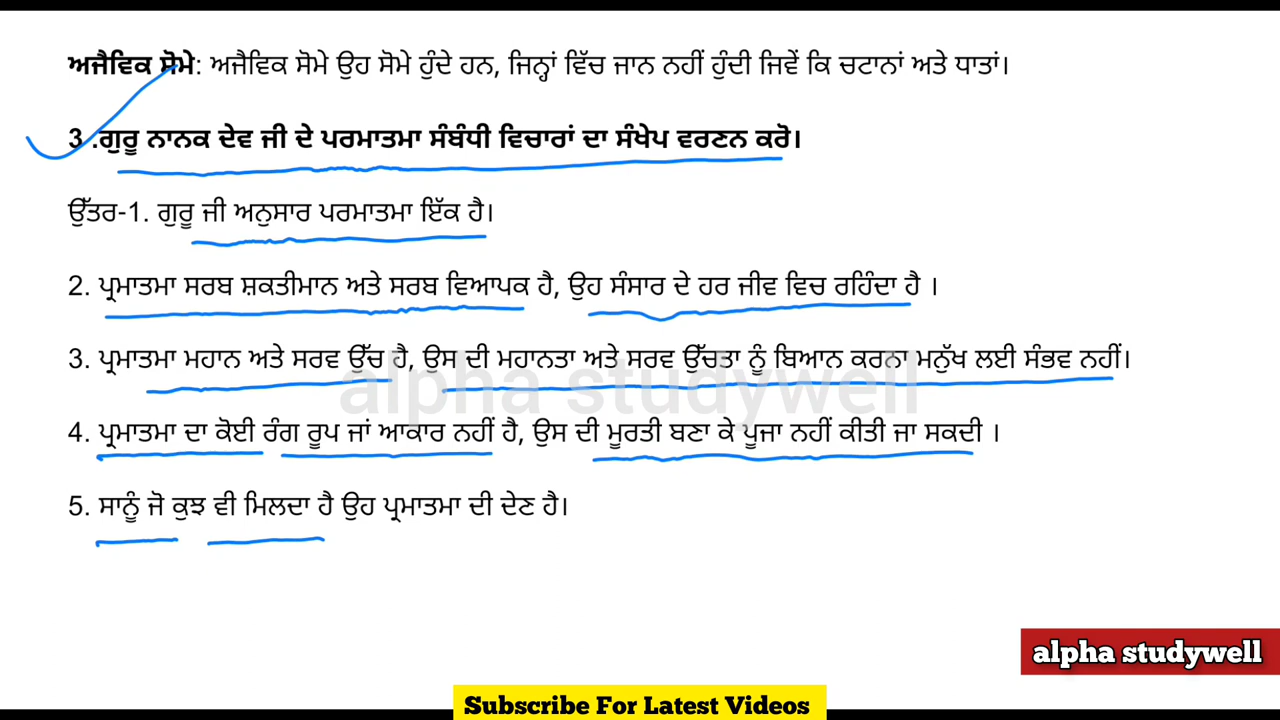 ਅਜੈਵਿਕ ਸੋਮੇ: ਅਜੈਵਿਕ ਸੋਮੇ ਉਹ ਸੋਮੇ ਹੁੰਦੇ ਹਨ, ਜਿਨ੍ਹਾਂ ਵਿੱਚ ਜਾਨ ਨਹੀਂ ਹੁੰਦੀ ਜਿਵੇਂ ਕਿ ਚਟਾਨਾਂ ਅਤੇ ਧਾਤਾਂ।
3 .ਗੁਰੂ ਨਾਨਕ ਦੇਵ ਜੀ ਦੇ ਪਰਮਾਤਮਾ ਸੰਬੰਧੀ ਵਿਚਾਰਾਂ ਦਾ ਸੰਖੇਪ ਵਰਣਨ ਕਰੋ।
ਉੱਤਰ-1. ਗੁਰੂ ਜੀ ਅਨੁਸਾਰ ਪਰਮਾਤਮਾ ਇੱਕ ਹੈ।
2. ਪ੍ਰਮਾਤਮਾ ਸਰਬ ਸ਼ਕਤੀਮਾਨ ਅਤੇ ਸਰਬ ਵਿਆਪਕ ਹੈ, ਉਹ ਸੰਸਾਰ ਦੇ ਹਰ ਜੀਵ ਵਿਚ ਰਹਿੰਦਾ ਹੈ ।
3. ਪ੍ਰਮਾਤਮਾ ਮਹਾਨ ਅਤੇ ਸਰਵ ਉੱਚ ਹੈ, ਉਸ ਦੀ ਮਹਾਨਤਾ ਅਤੇ ਸਰਵ ਉੱਚਤਾ ਨੂੰ ਬਿਆਨ ਕਰਨਾ ਮਨੁੱਖ ਲਈ ਸੰਭਵ ਨਹੀਂ।
alpha studywell
4. ਪ੍ਰਮਾਤਮਾ ਦਾ ਕੋਈ ਰੰਗ ਰੂਪ ਜਾਂ ਆਕਾਰ ਨਹੀਂ ਹੈ, ਉਸ ਦੀ ਮੂਰਤੀ ਬਣਾ ਕੇ ਪੂਜਾ ਨਹੀਂ ਕੀਤੀ ਜਾ ਸਕਦੀ ।
5. ਸਾਨੂੰ ਜੋ ਕੁਝ ਵੀ ਮਿਲਦਾ ਹੈ ਉਹ ਪ੍ਰਮਾਤਮਾ ਦੀ ਦੇਣ ਹੈ।
alpha studywell
Subscribe For Latest Videos